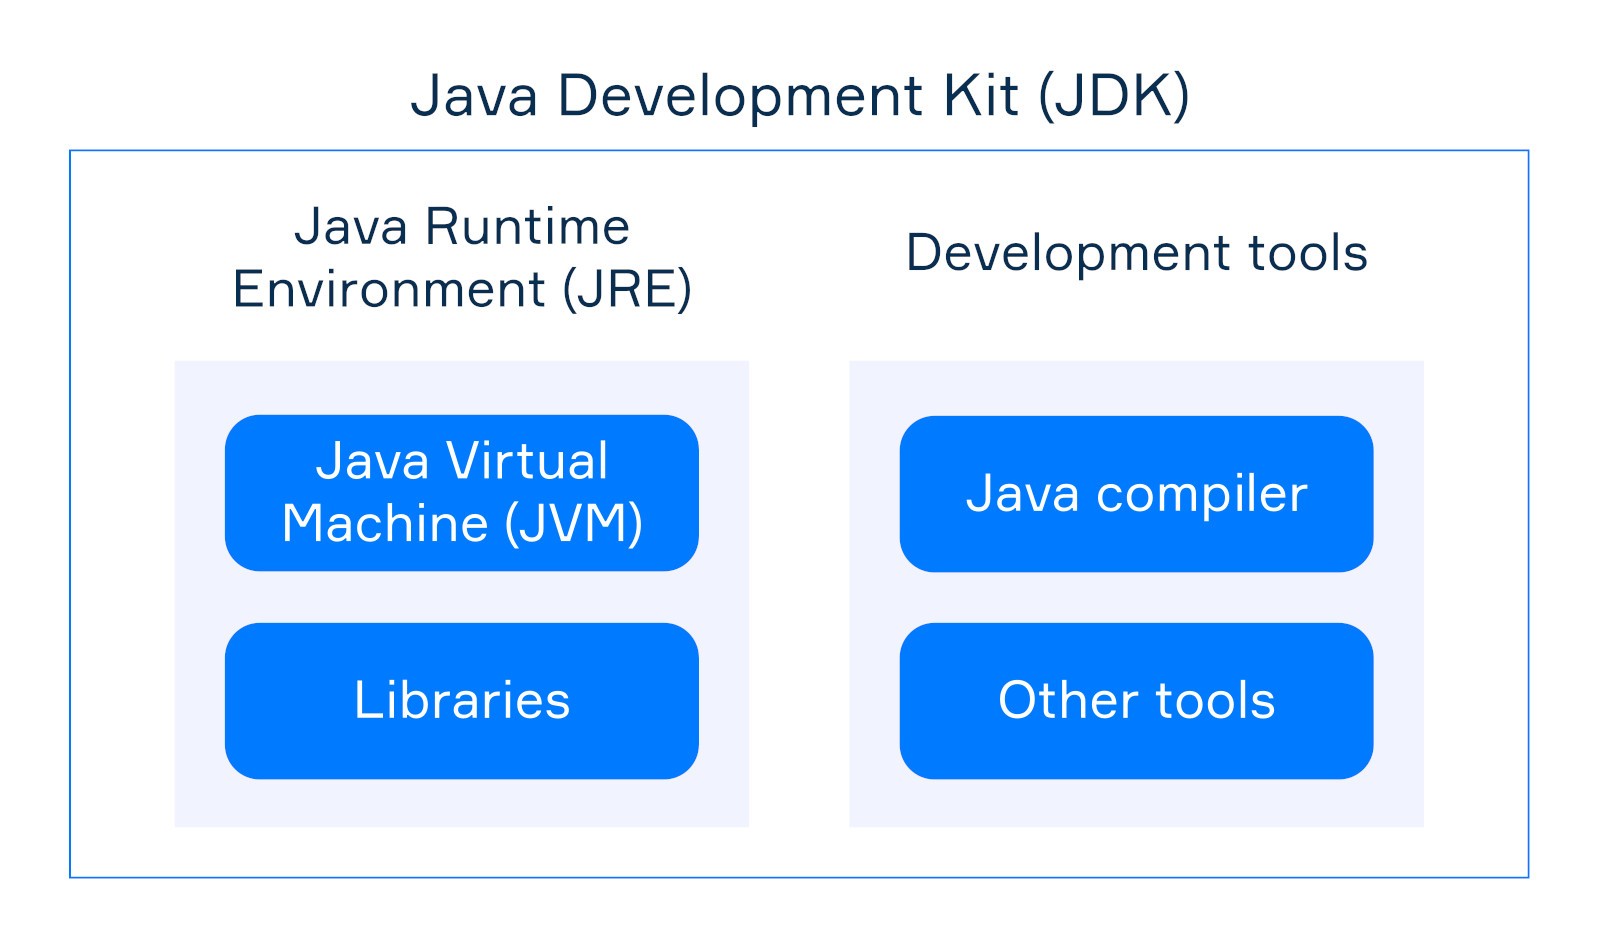 Java Development Kit (JDK)
Java Runtime
Environment (JRE)
Java Virtual
Machine (JVM)
Libraries
Development tools
Java compiler
Other tools